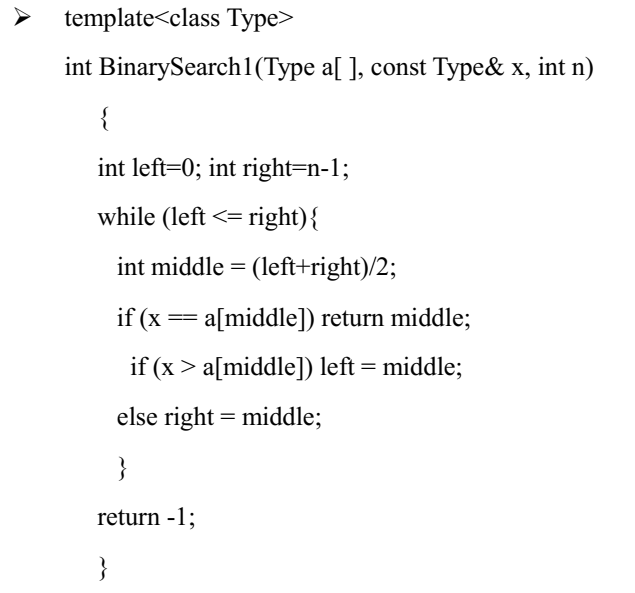 ➢ template<class Type>
int BinarySearch1(Type a[ ], const Type& x, int n)
{
int left=0; int right=n-1;
while (left <= right){
int middle = (left+right)/2;
if (x == a[middle]) return middle;
if (x > a[middle]) left = middle;
else right = middle;
}
return -1;
}